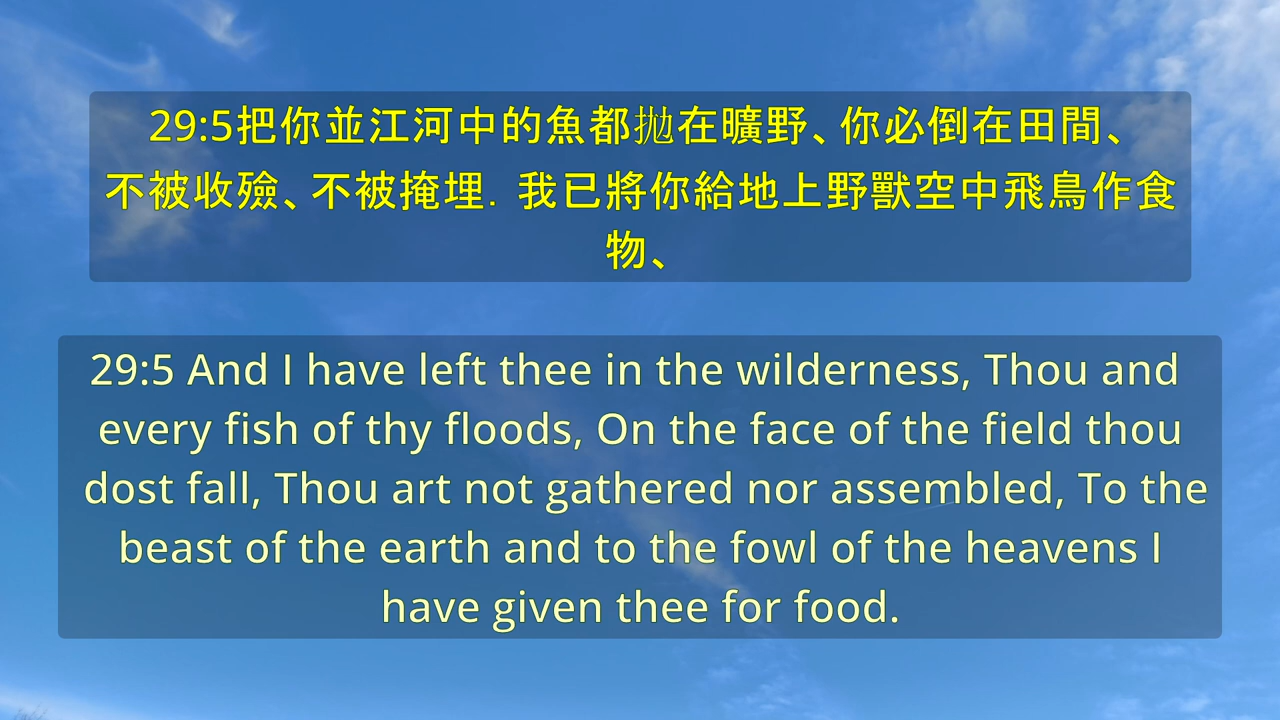 29:5把你並江河中的魚都拋在曠野、你必倒在田間、
不被收殮、不被掩埋．我已將你給地上野獸空中飛鳥作食
物、
29:5 And I have left thee in the wilderness, Thou and
every fish of thy floods, On the face of the field thou
dost fall, Thou art not gathered nor assembled, To the
beast of the earth and to the fowl of the heavens I
have given thee for food.